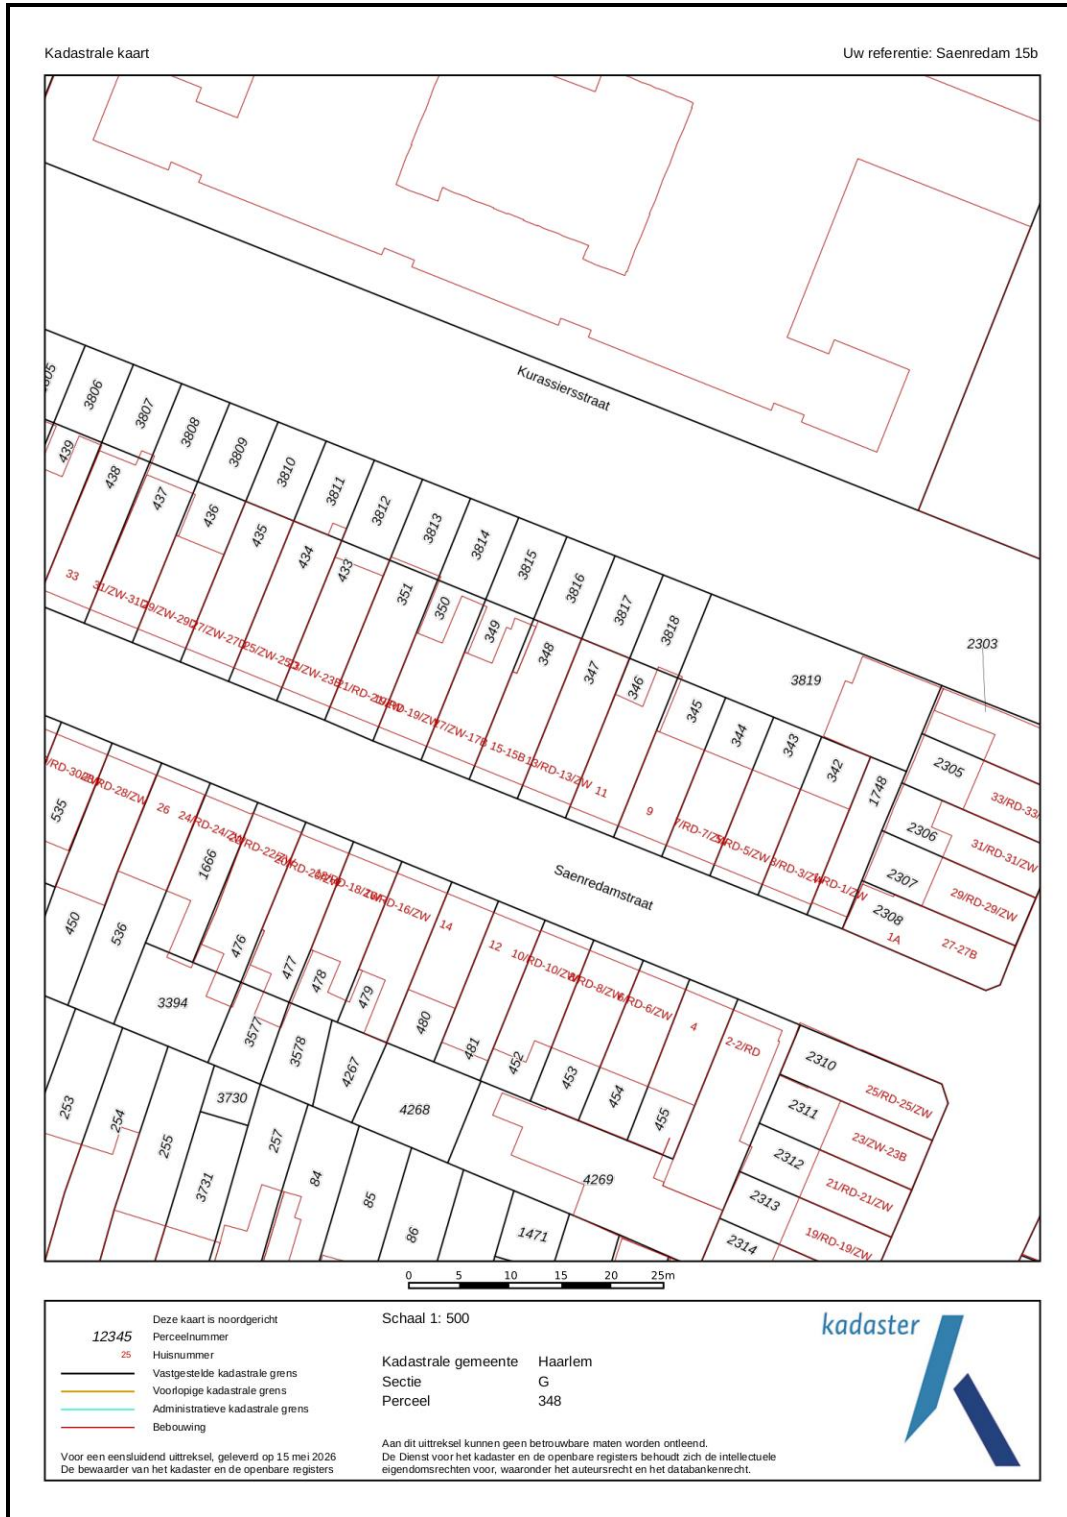 Kadastrale kaart
Uw referentie: Saenredam 15b
Kurassiersstraat
3806
3807
3808
3809
3810
3811
3812
3813
3814
3815
3816
3817
3818
3819
2303
439
438
437
436
435
434
433
351
350
349
348
347
346
345
344
343
342
1748
2305
2306
2307
2308
33
15-15B
13/RD-13/ZW
11
9
1A
31/RD-31/ZW
29/RD-29/ZW
27-27B
Saenredamstraat
535
26
1666
14
12
10/RD-10/ZW
4
2-2/RD
450
536
476
477
478
479
480
481
452
453
454
455
3394
3577
3578
4267
4268
4269
2310
25/RD-25/ZW
2311
23/ZW-23B
2312
21/RD-21/ZW
2313
19/RD-19/ZW
2314
253
254
255
3730
3731
257
84
85
86
1471
0 5 10 15 20 25m
Deze kaart is noordgericht
12345 Perceelnummer
25 Huisnummer
Vastgestelde kadastrale grens
Voorlopige kadastrale grens
Administratieve kadastrale grens
Bebouwing
Voor een eensluidend uittreksel, geleverd op 15 mei 2026
De bewaarder van het kadaster en de openbare registers
Schaal 1: 500
Kadastrale gemeente Haarlem
Sectie G
Perceel 348
Aan dit uittreksel kunnen geen betrouwbare maten worden ontleend.
De Dienst voor het kadaster en de openbare registers behoudt zich de intellectuele
eigendomsrechten voor, waaronder het auteursrecht en het databankenrecht.
kadaster